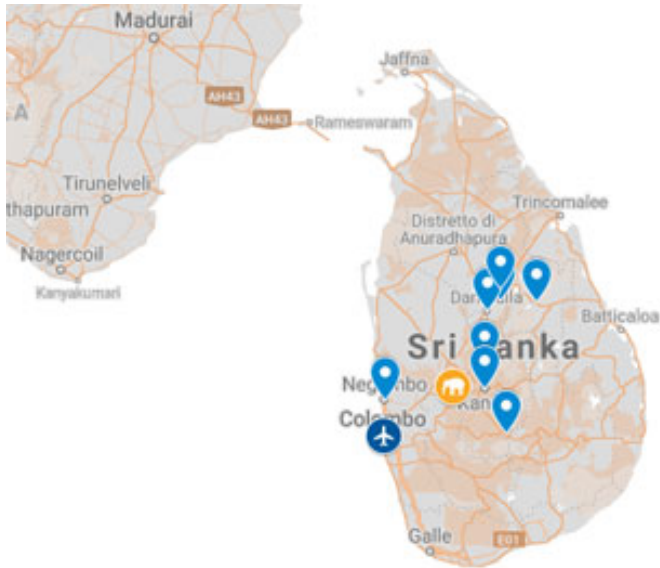 Madurai
Jaffna
AH43
A
AH43
Rameswaram
Tirunelveli
thapuram
Trincomalee
Distretto di
Anuradhapura
Nagercoil
Kanyakumari
Batticaloa
Sri
anka
Negombo
Colombo
Galle
E01